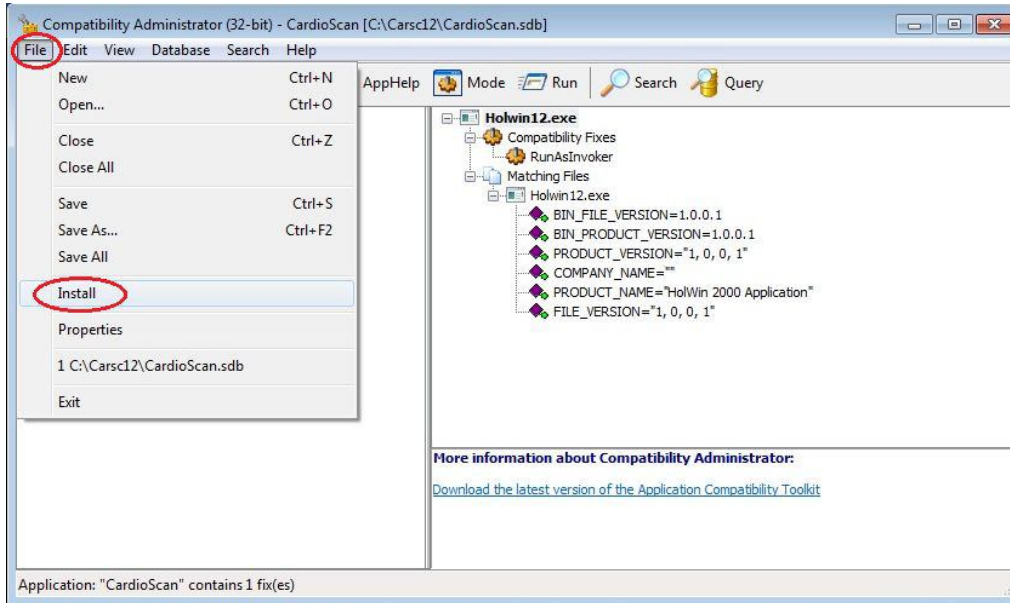 Compatibility Administrator (32-bit) - CardioScan [C:\Carsc12\CardioScan.sdb]
File Edit View Database Search Help
AppHelp Mode Run Search Query
New Ctrl+N
Open... Ctrl+O
Close Ctrl+Z
Close All
Save Ctrl+S
Save As... Ctrl+F2
Save All
Install
Properties
1 C:\Carsc12\CardioScan.sdb
Exit
Holwin12.exe
Compatibility Fixes
RunAsInvoker
Matching Files
Holwin12.exe
BIN_FILE_VERSION=1.0.0.1
BIN_PRODUCT_VERSION=1.0.0.1
PRODUCT_VERSION="1, 0, 0, 1"
COMPANY_NAME=""
PRODUCT_NAME="HolWin 2000 Application"
FILE_VERSION="1, 0, 0, 1"
More information about Compatibility Administrator:
Download the latest version of the Application Compatibility Toolkit
Application: "CardioScan" contains 1 fix(es)